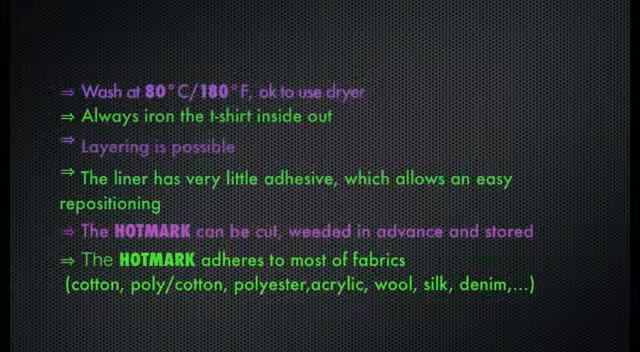 ⇒ Wash at 80°C/180°F, ok to use dryer
⇒ Always iron the t-shirt inside out
⇒ Layering is possible
⇒ The liner has very little adhesive, which allows an easy
repositioning
⇒ The HOTMARK can be cut, weeded in advance and stored
⇒ The HOTMARK adheres to most of fabrics
(cotton, poly/cotton, polyester,acrylic, wool, silk, denim,...)